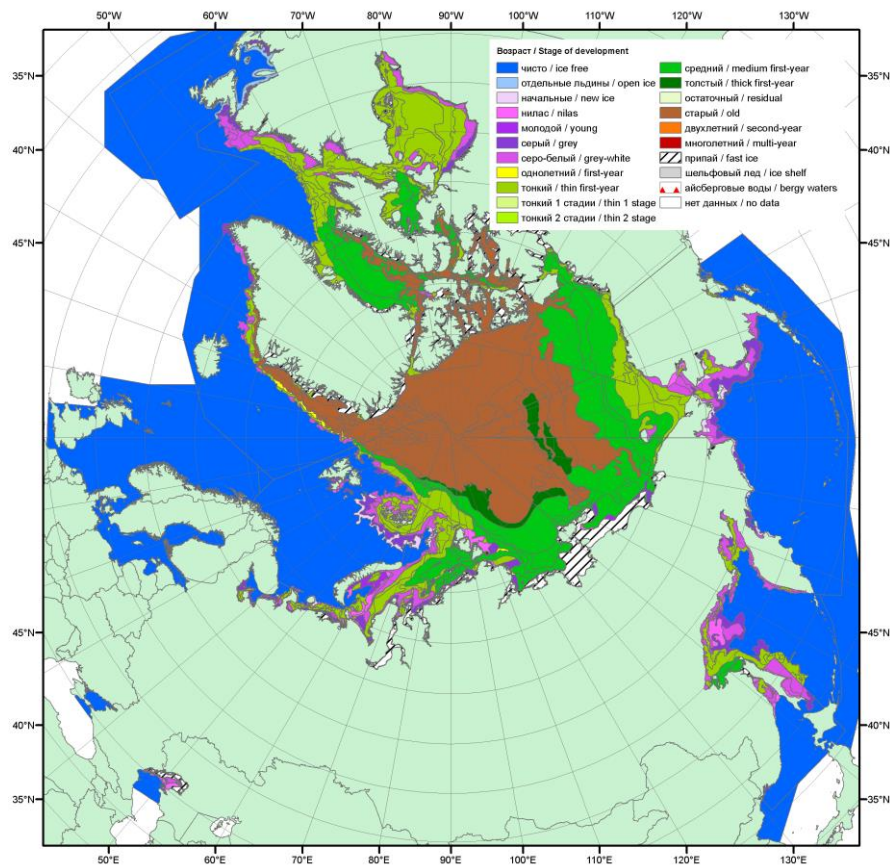 60°W 70°W 80°W 90°W 100°W 110°W 120°W 130°W
Возраст / Stage of development
чисто / ice free
отдельные льдины / open ice
начальные / new ice
нилас / nilas
молодой / young
серый / grey
серо-белый / grey-white
однолетний / first-year
тонкий / thin first-year
тонкий 1 стадии / thin 1 stage
тонкий 2 стадии / thin 2 stage
средний / medium first-year
толстый / thick first-year
остаточный / residual
старый / old
двухлетний / second-year
многолетний / multi-year
припай / fast ice
шельфовый лед / ice shelf
айсберговые воды / bergy waters
нет данных / no data
35°N 35°N
40°N 40°N
45°N 45°N
45°N 45°N
40°N 40°N
35°N 35°N
50°E 60°E 70°E 80°E 90°E 100°E 110°E 120°E 130°E